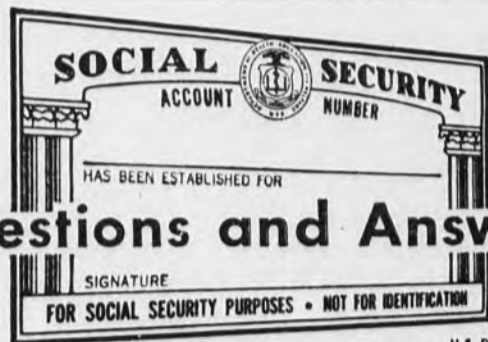 SOCIAL SECURITY
ACCOUNT NUMBER
HAS BEEN ESTABLISHED FOR
estions and Answ
SIGNATURE
FOR SOCIAL SECURITY PURPOSES • NOT FOR IDENTIFICATION